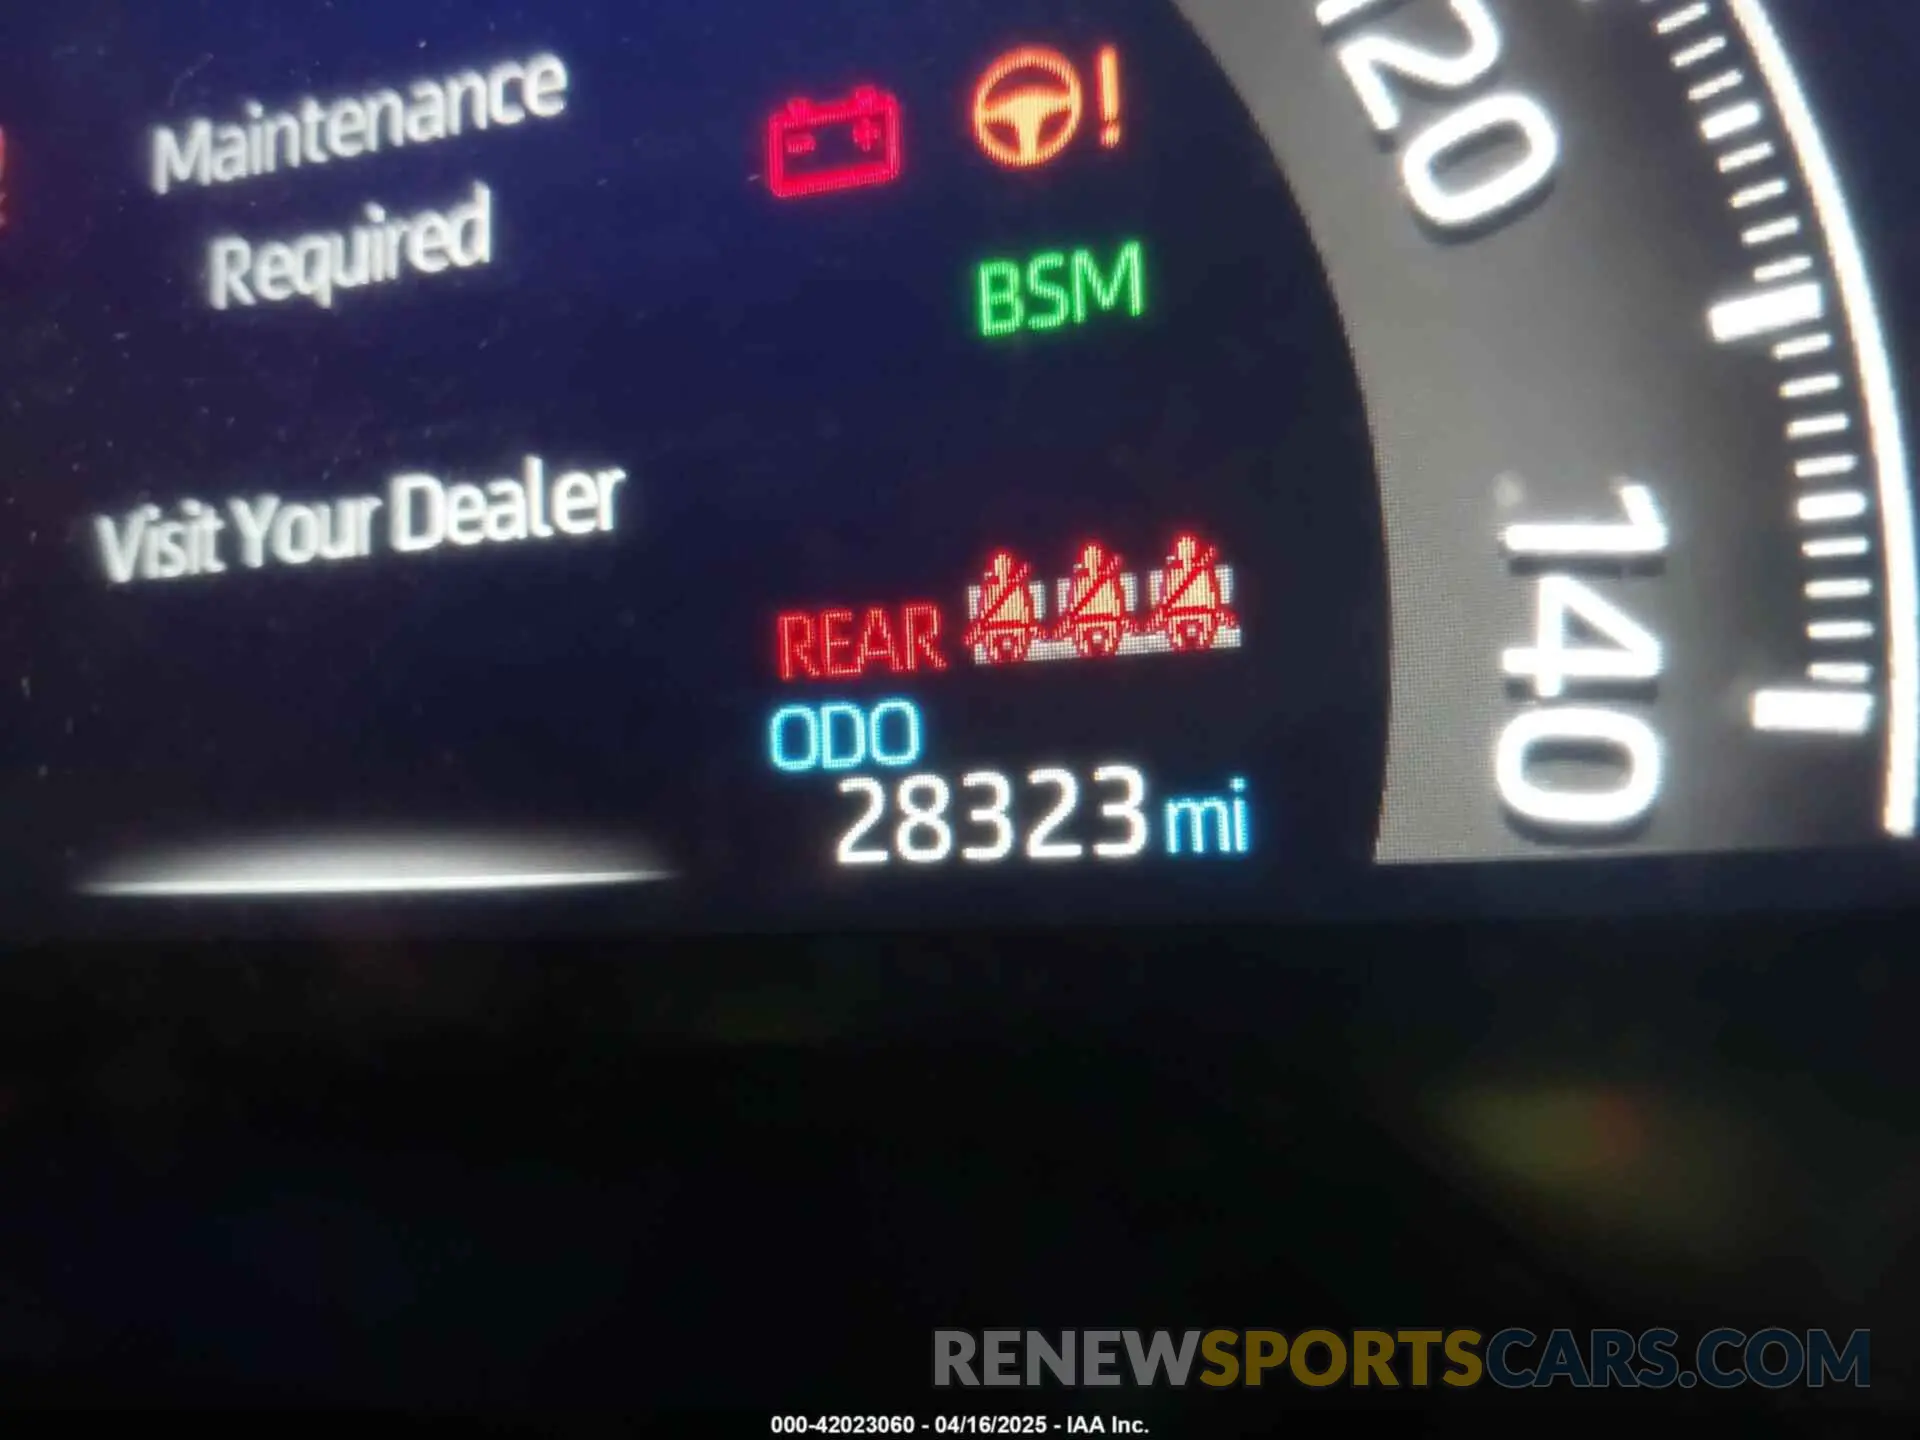 Maintenance
Required
BSM
Visit Your Dealer
REAR
ODO
28323 mi
120
140
RENEWSPORTSCARS.COM
000-42023060 - 04/16/2025 - IAA Inc.